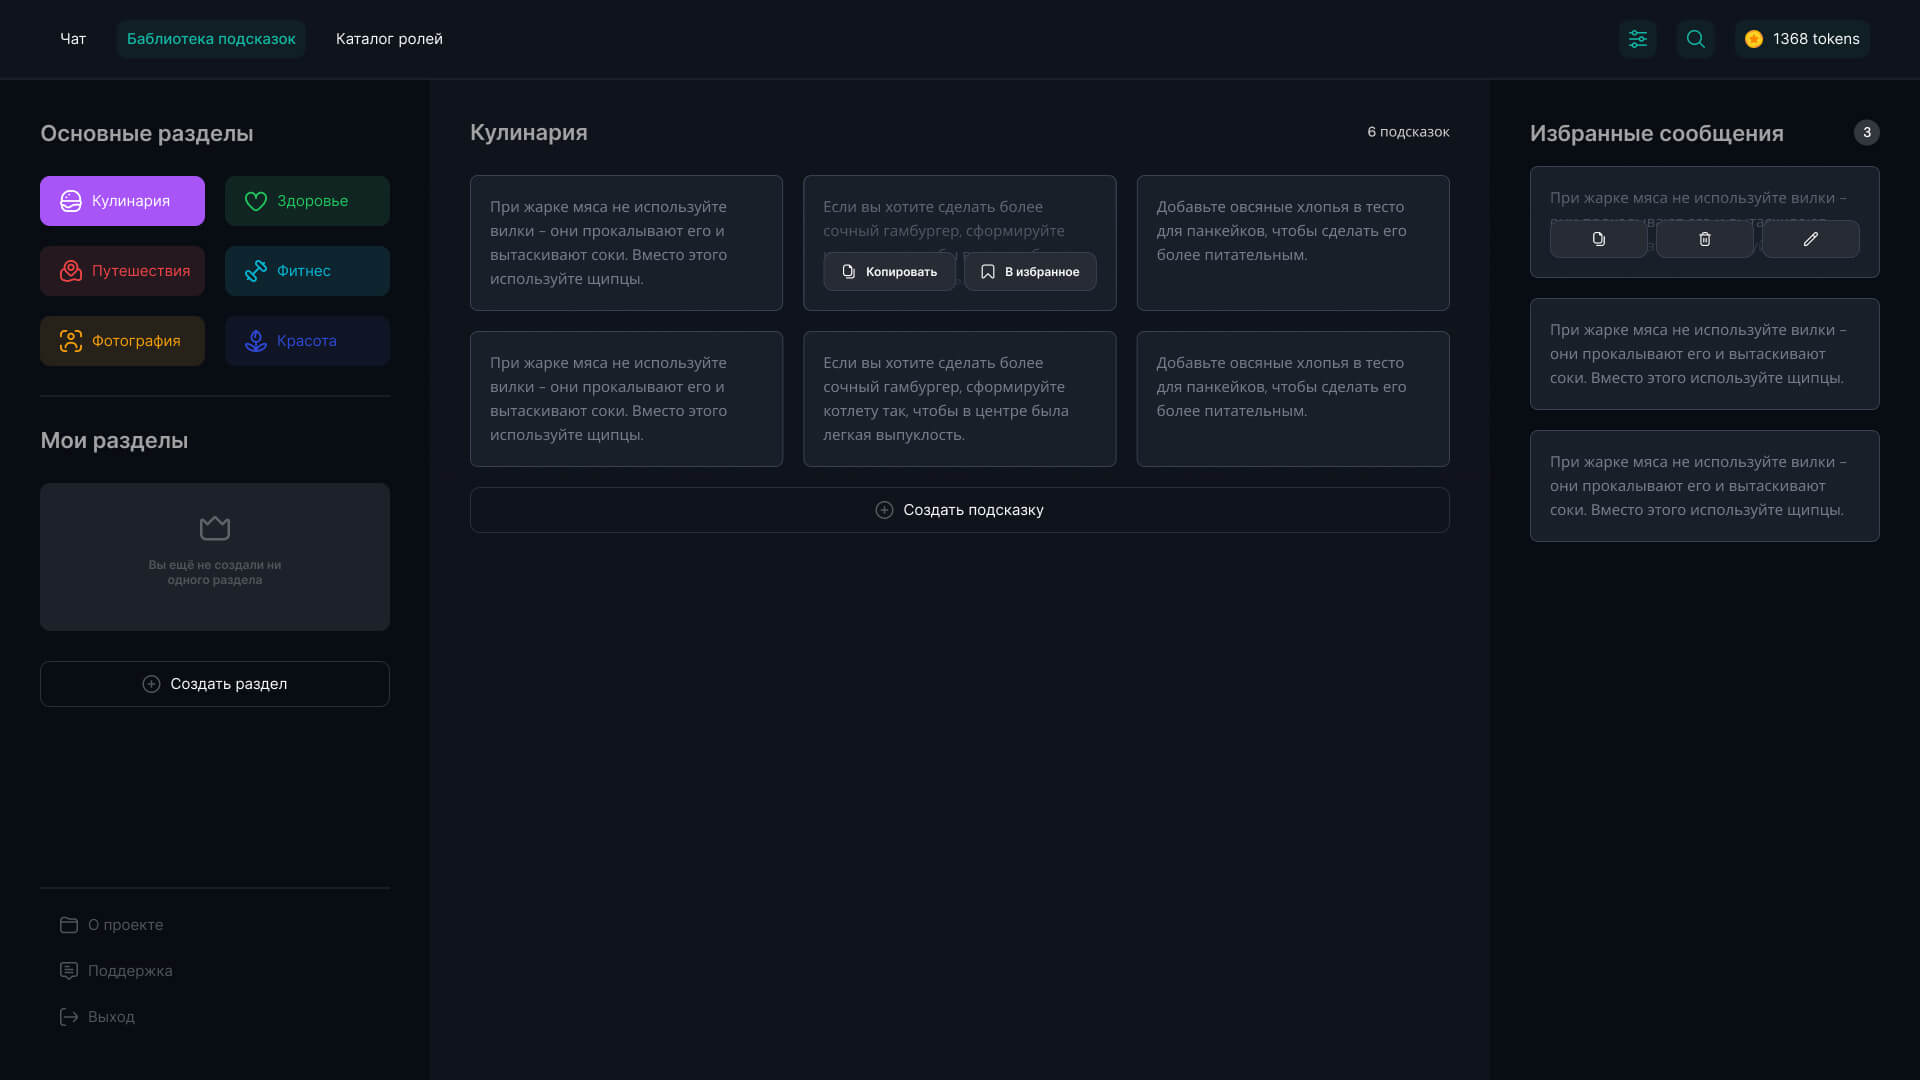 Чат
Библиотека подсказок
Каталог ролей
1368 tokens
Основные разделы
Кулинария
Здоровье
Путешествия
Фитнес
Фотография
Красота
Мои разделы
Вы ещё не создали ни
одного раздела
Создать раздел
О проекте
Поддержка
Выход
Кулинария
6 подсказок
При жарке мяса не используйте
вилки – они прокалывают его и
вытаскивают соки. Вместо этого
используйте щипцы.
Если вы хотите сделать более
сочный гамбургер, сформируйте
Копировать
В избранное
Добавьте овсяные хлопья в тесто
для панкейков, чтобы сделать его
более питательным.
При жарке мяса не используйте
вилки – они прокалывают его и
вытаскивают соки. Вместо этого
используйте щипцы.
Если вы хотите сделать более
сочный гамбургер, сформируйте
котлету так, чтобы в центре была
легкая выпуклость.
Добавьте овсяные хлопья в тесто
для панкейков, чтобы сделать его
более питательным.
Создать подсказку
Избранные сообщения
3
При жарке мяса не используйте вилки –
При жарке мяса не используйте вилки –
они прокалывают его и вытаскивают
соки. Вместо этого используйте щипцы.
При жарке мяса не используйте вилки –
они прокалывают его и вытаскивают
соки. Вместо этого используйте щипцы.